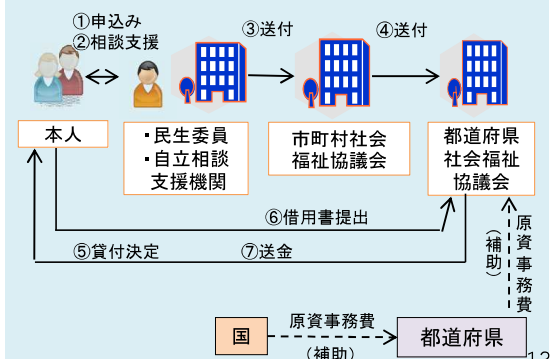 ①申込み
②相談支援
③送付
④送付
本人
・民生委員
・自立相談
支援機関
市町村社会
福祉協議会
都道府県
社会福祉
協議会
⑥借用書提出
⑤貸付決定
⑦送金
原資事務費
(補助)
国
原資事務費
(補助)
都道府県
12